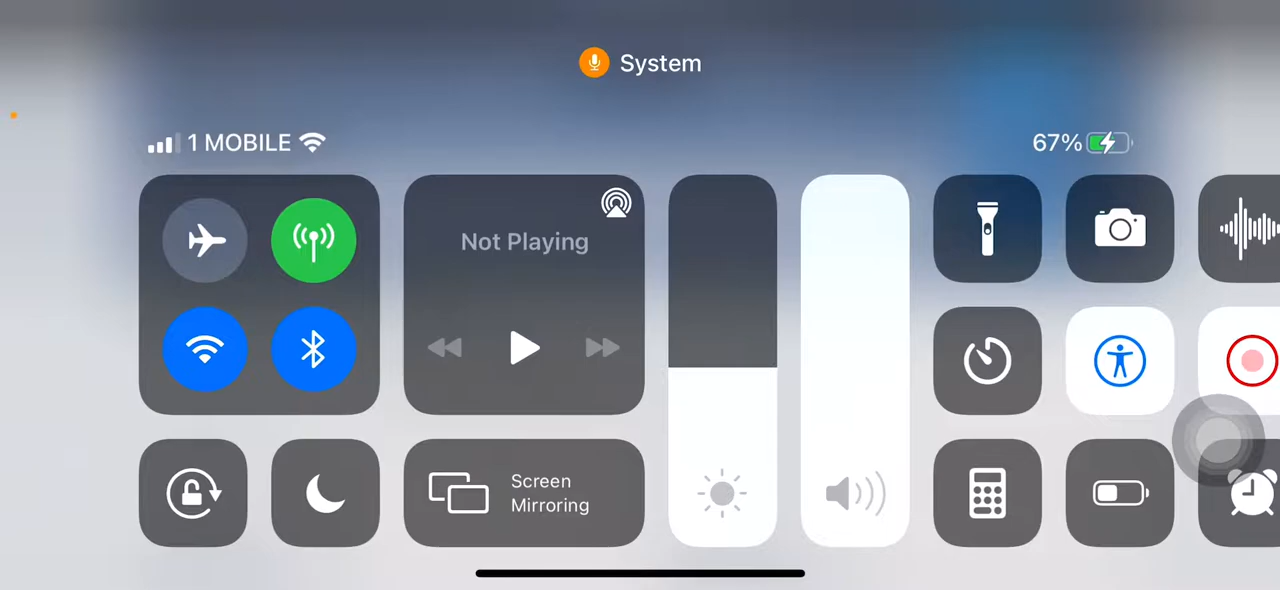 System
1 MOBILE
67%
Not Playing
Screen
Mirroring